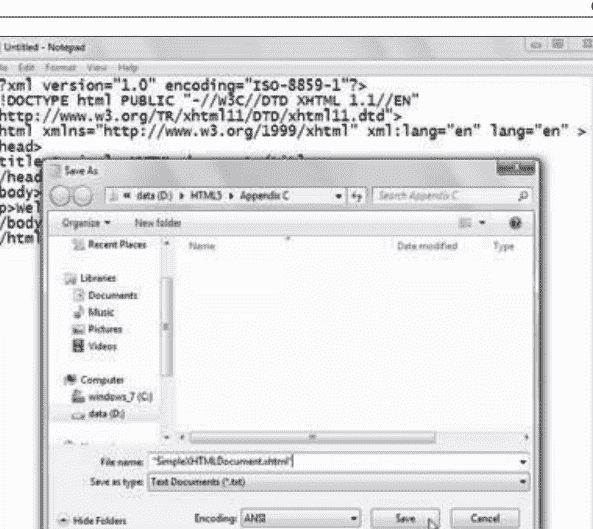 Untitled - Notepad
Edit Format View Help
?xml version="1.0" encoding="ISO-8859-1"?>
!DOCTYPE html PUBLIC "-//W3C//DTD XHTML 1.1//EN"
http://www.w3.org/TR/xhtml11/DTD/xhtml11.dtd">
html xmlns="http://www.w3.org/1999/xhtml" xml:lang="en" lang="en" >
head>
title
/head
body>
p>wel
/body
/html
Save As
« data (D:) ▸ HTML5 ▸ Appendix C
Search Appendix C
Organize New folder
Name Date modified Type
Recent Places
Libraries
Documents
Music
Pictures
Videos
Computer
windows_7 (C:)
data (D:)
File name: "SimpleXHTMLDocument.xhtml"
Save as type: Text Documents (*.txt)
Hide Folders Encoding: ANSI Save Cancel